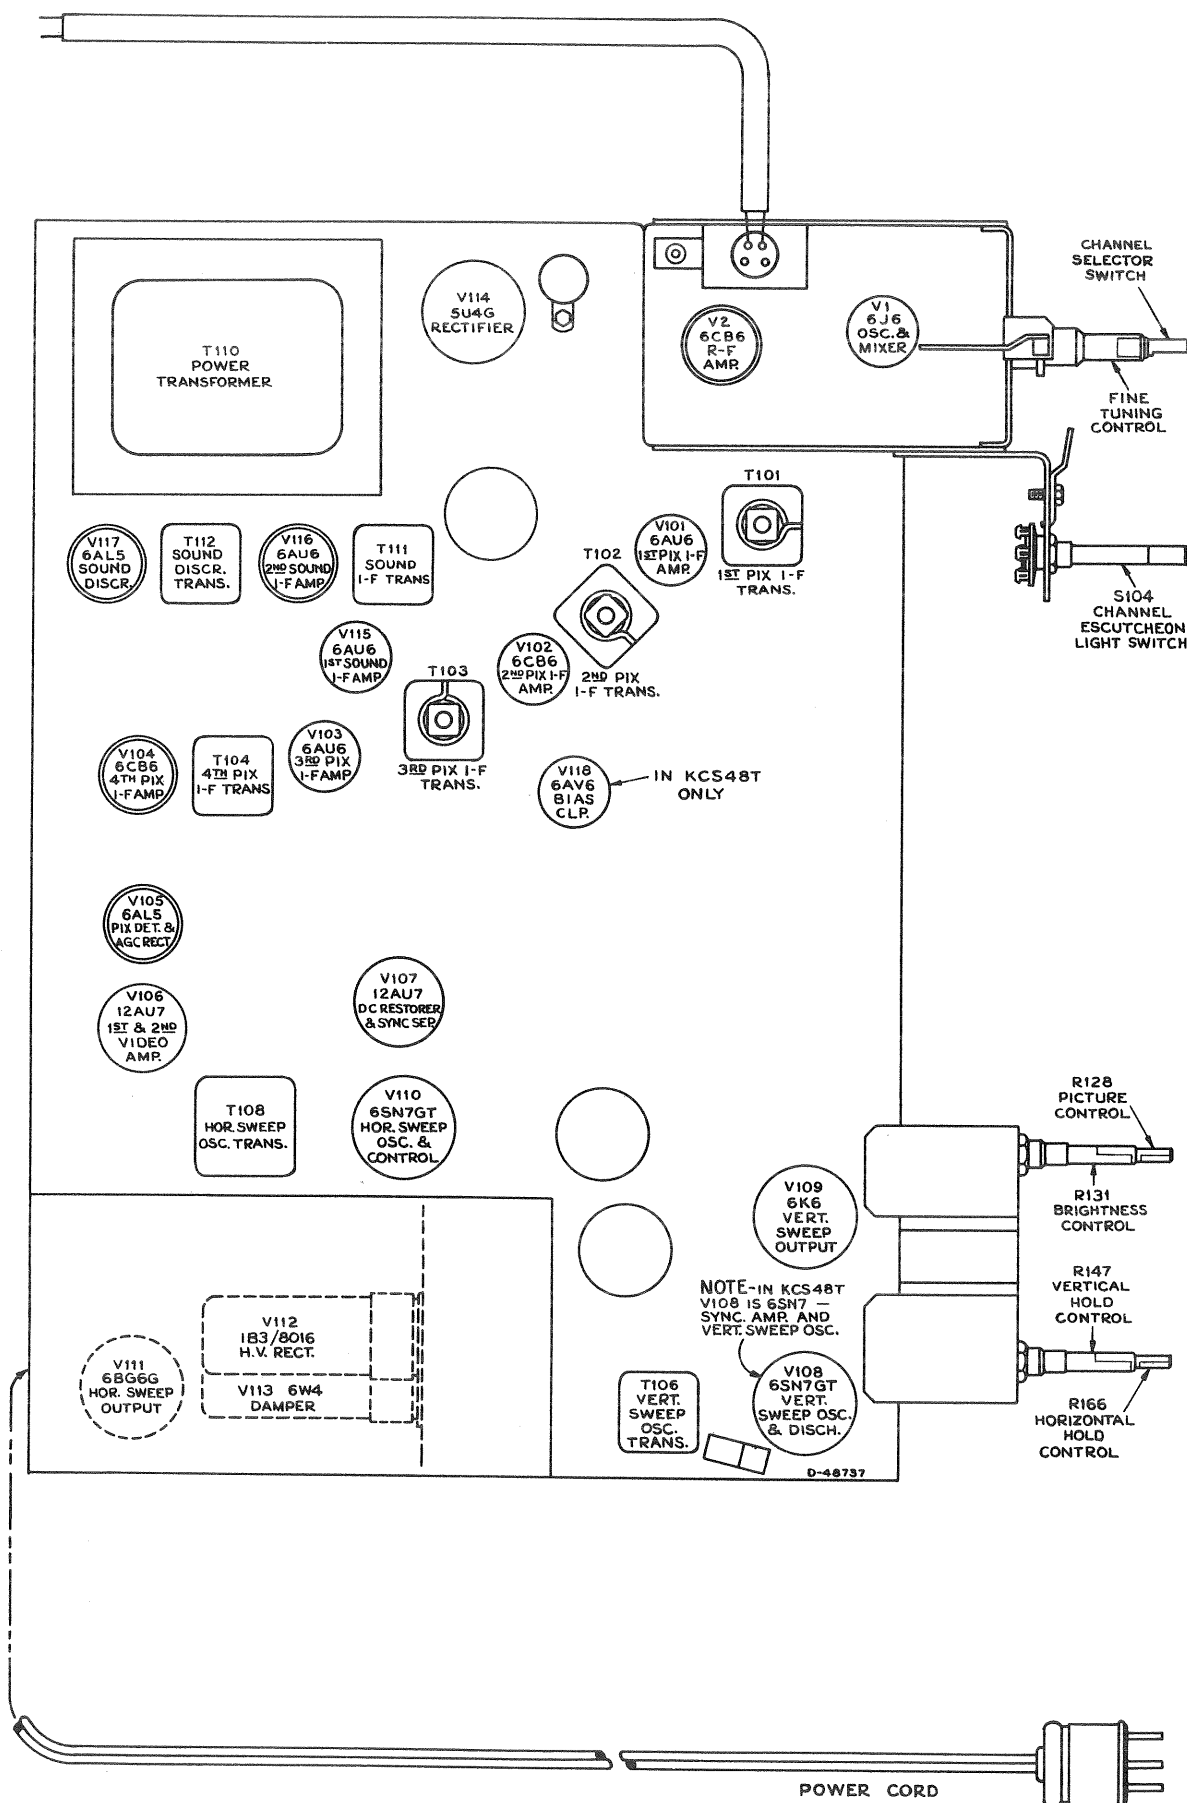 CHANNEL
SELECTOR
SWITCH
V114
5U4G
RECTIFIER
V1
6J6
OSC.&
MIXER
V2
6CB6
R-F
AMP.
T110
POWER
TRANSFORMER
FINE
TUNING
CONTROL
T101
1ST PIX I-F
TRANS.
V101
6AU6
1ST PIX I-F
AMP.
T102
2ND PIX
I-F TRANS.
V117
6AL5
SOUND
DISCR.
T112
SOUND
DISCR.
TRANS.
V116
6AU6
2ND SOUND
I-F AMP.
T111
SOUND
I-F TRANS
S104
CHANNEL
ESCUTCHEON
LIGHT SWITCH
V115
6AU6
1ST SOUND
I-F AMP.
V102
6CB6
2ND PIX I-F
AMP.
T103
3RD PIX I-F
TRANS.
V104
6CB6
4TH PIX
I-F AMP.
T104
4TH PIX
I-F TRANS
V103
6AU6
3RD PIX
I-F AMP
V118
6AV6
BIAS
CLP.
IN KCS48T
ONLY
V105
6AL5
PIX DET. &
AGC RECT.
V106
12AU7
1ST & 2ND
VIDEO
AMP.
V107
12AU7
DC RESTORER
& SYNC SEP.
T108
HOR. SWEEP
OSC. TRANS.
V110
6SN7GT
HOR. SWEEP
OSC. &
CONTROL
R128
PICTURE
CONTROL
R131
BRIGHTNESS
CONTROL
V109
6K6
VERT.
SWEEP
OUTPUT
R147
VERTICAL
HOLD
CONTROL
NOTE-IN KCS48T
V108 IS 6SN7 —
SYNC. AMP. AND
VERT. SWEEP OSC.
V112
1B3/8016
H.V. RECT.
V111
6BG6G
HOR. SWEEP
OUTPUT
V113 6W4
DAMPER
T106
VERT.
SWEEP
OSC.
TRANS.
V108
6SN7GT
VERT.
SWEEP OSC.
& DISCH.
R166
HORIZONTAL
HOLD
CONTROL
D-48737
POWER CORD